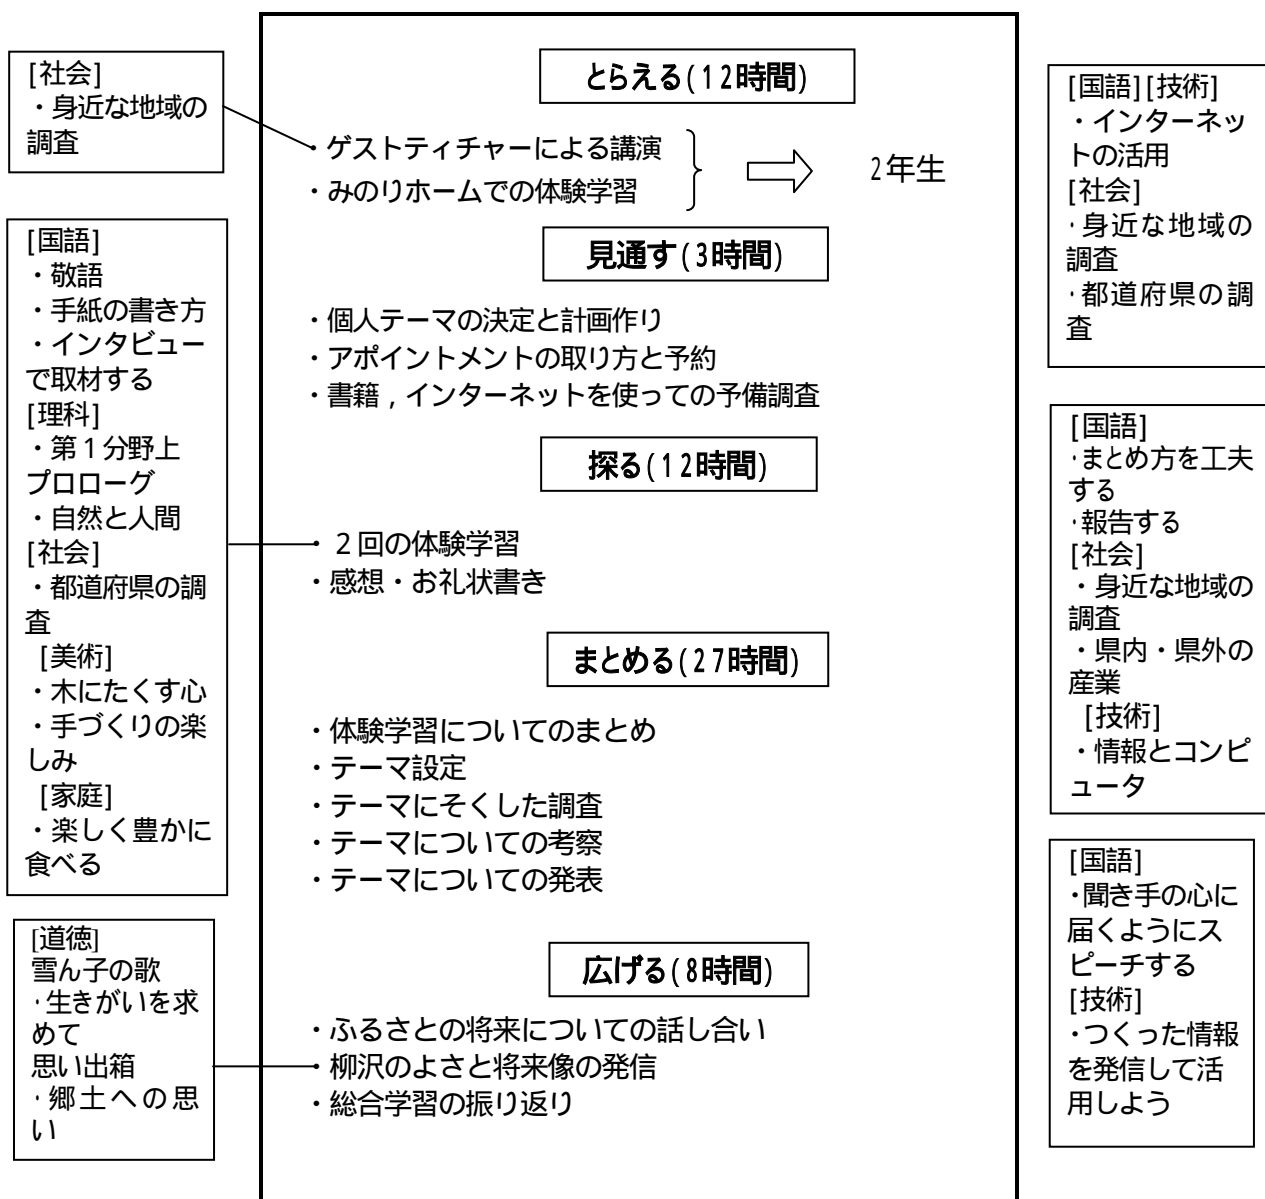 [社会]
・身近な地域の
調査
[国語]
・敬語
・手紙の書き方
・インタビュー
で取材する
[理科]
・第１分野上
プロローグ
・自然と人間
[社会]
・都道府県の調
査
[美術]
・木にたくす心
・手づくりの楽
しみ
[家庭]
・楽しく豊かに
食べる
[道徳]
雪ん子の歌
・生きがいを求
めて
思い出箱
・郷土への思
い
とらえる(12時間)
・ゲストティチャーによる講演
・みのりホームでの体験学習
2年生
見通す(3時間)
・個人テーマの決定と計画作り
・アポイントメントの取り方と予約
・書籍，インターネットを使っての予備調査
探る(12時間)
・２回の体験学習
・感想・お礼状書き
まとめる(27時間)
・体験学習についてのまとめ
・テーマ設定
・テーマにそくした調査
・テーマについての考察
・テーマについての発表
広げる(8時間)
・ふるさとの将来についての話し合い
・柳沢のよさと将来像の発信
・総合学習の振り返り
[国語][技術]
・インターネッ
トの活用
[社会]
・身近な地域の
調査
・都道府県の調
査
[国語]
・まとめ方を工夫
する
・報告する
[社会]
・身近な地域の
調査
・県内・県外の
産業
[技術]
・情報とコンピ
ュータ
[国語]
・聞き手の心に
届くようにス
ピーチする
[技術]
・つくった情報
を発信して活
用しよう